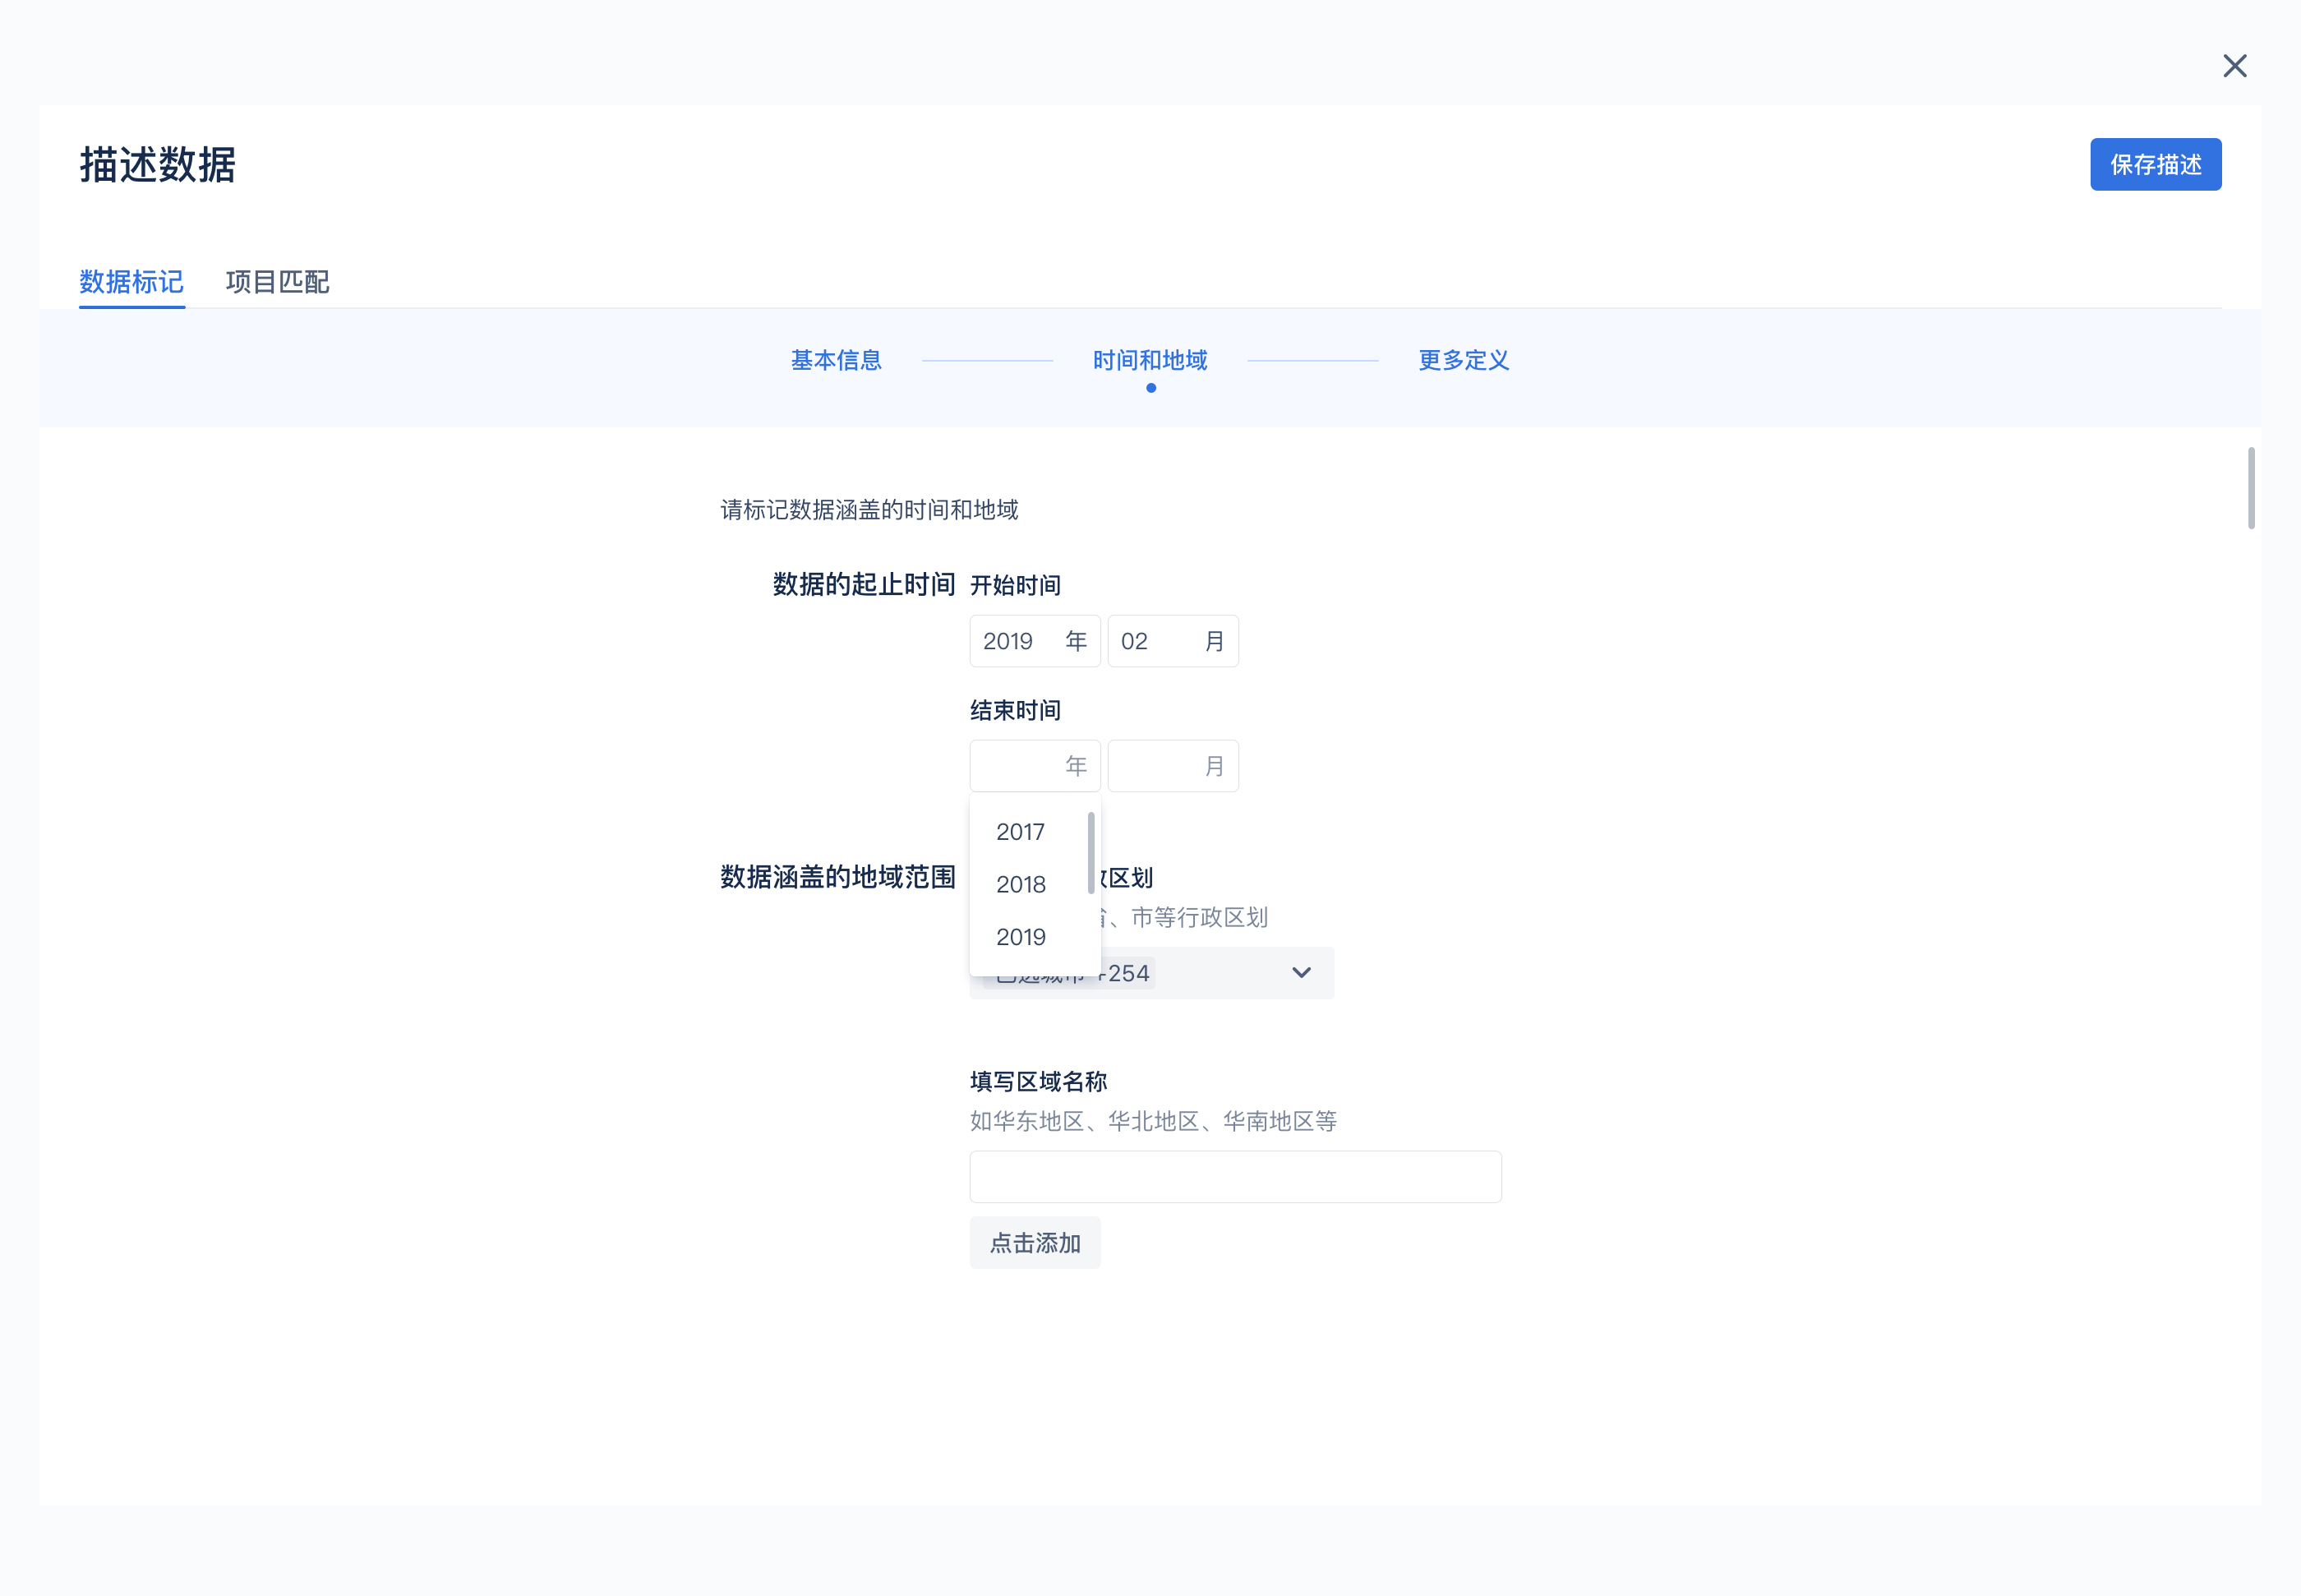 描述数据
保存描述
数据标记 项目匹配
基本信息 时间和地域 更多定义
请标记数据涵盖的时间和地域
数据的起止时间 开始时间
2019 年 02 月
结束时间
年 月
2017
2018
2019
数据涵盖的地域范围 区划
、市等行政区划
+254
填写区域名称
如华东地区、华北地区、华南地区等
点击添加